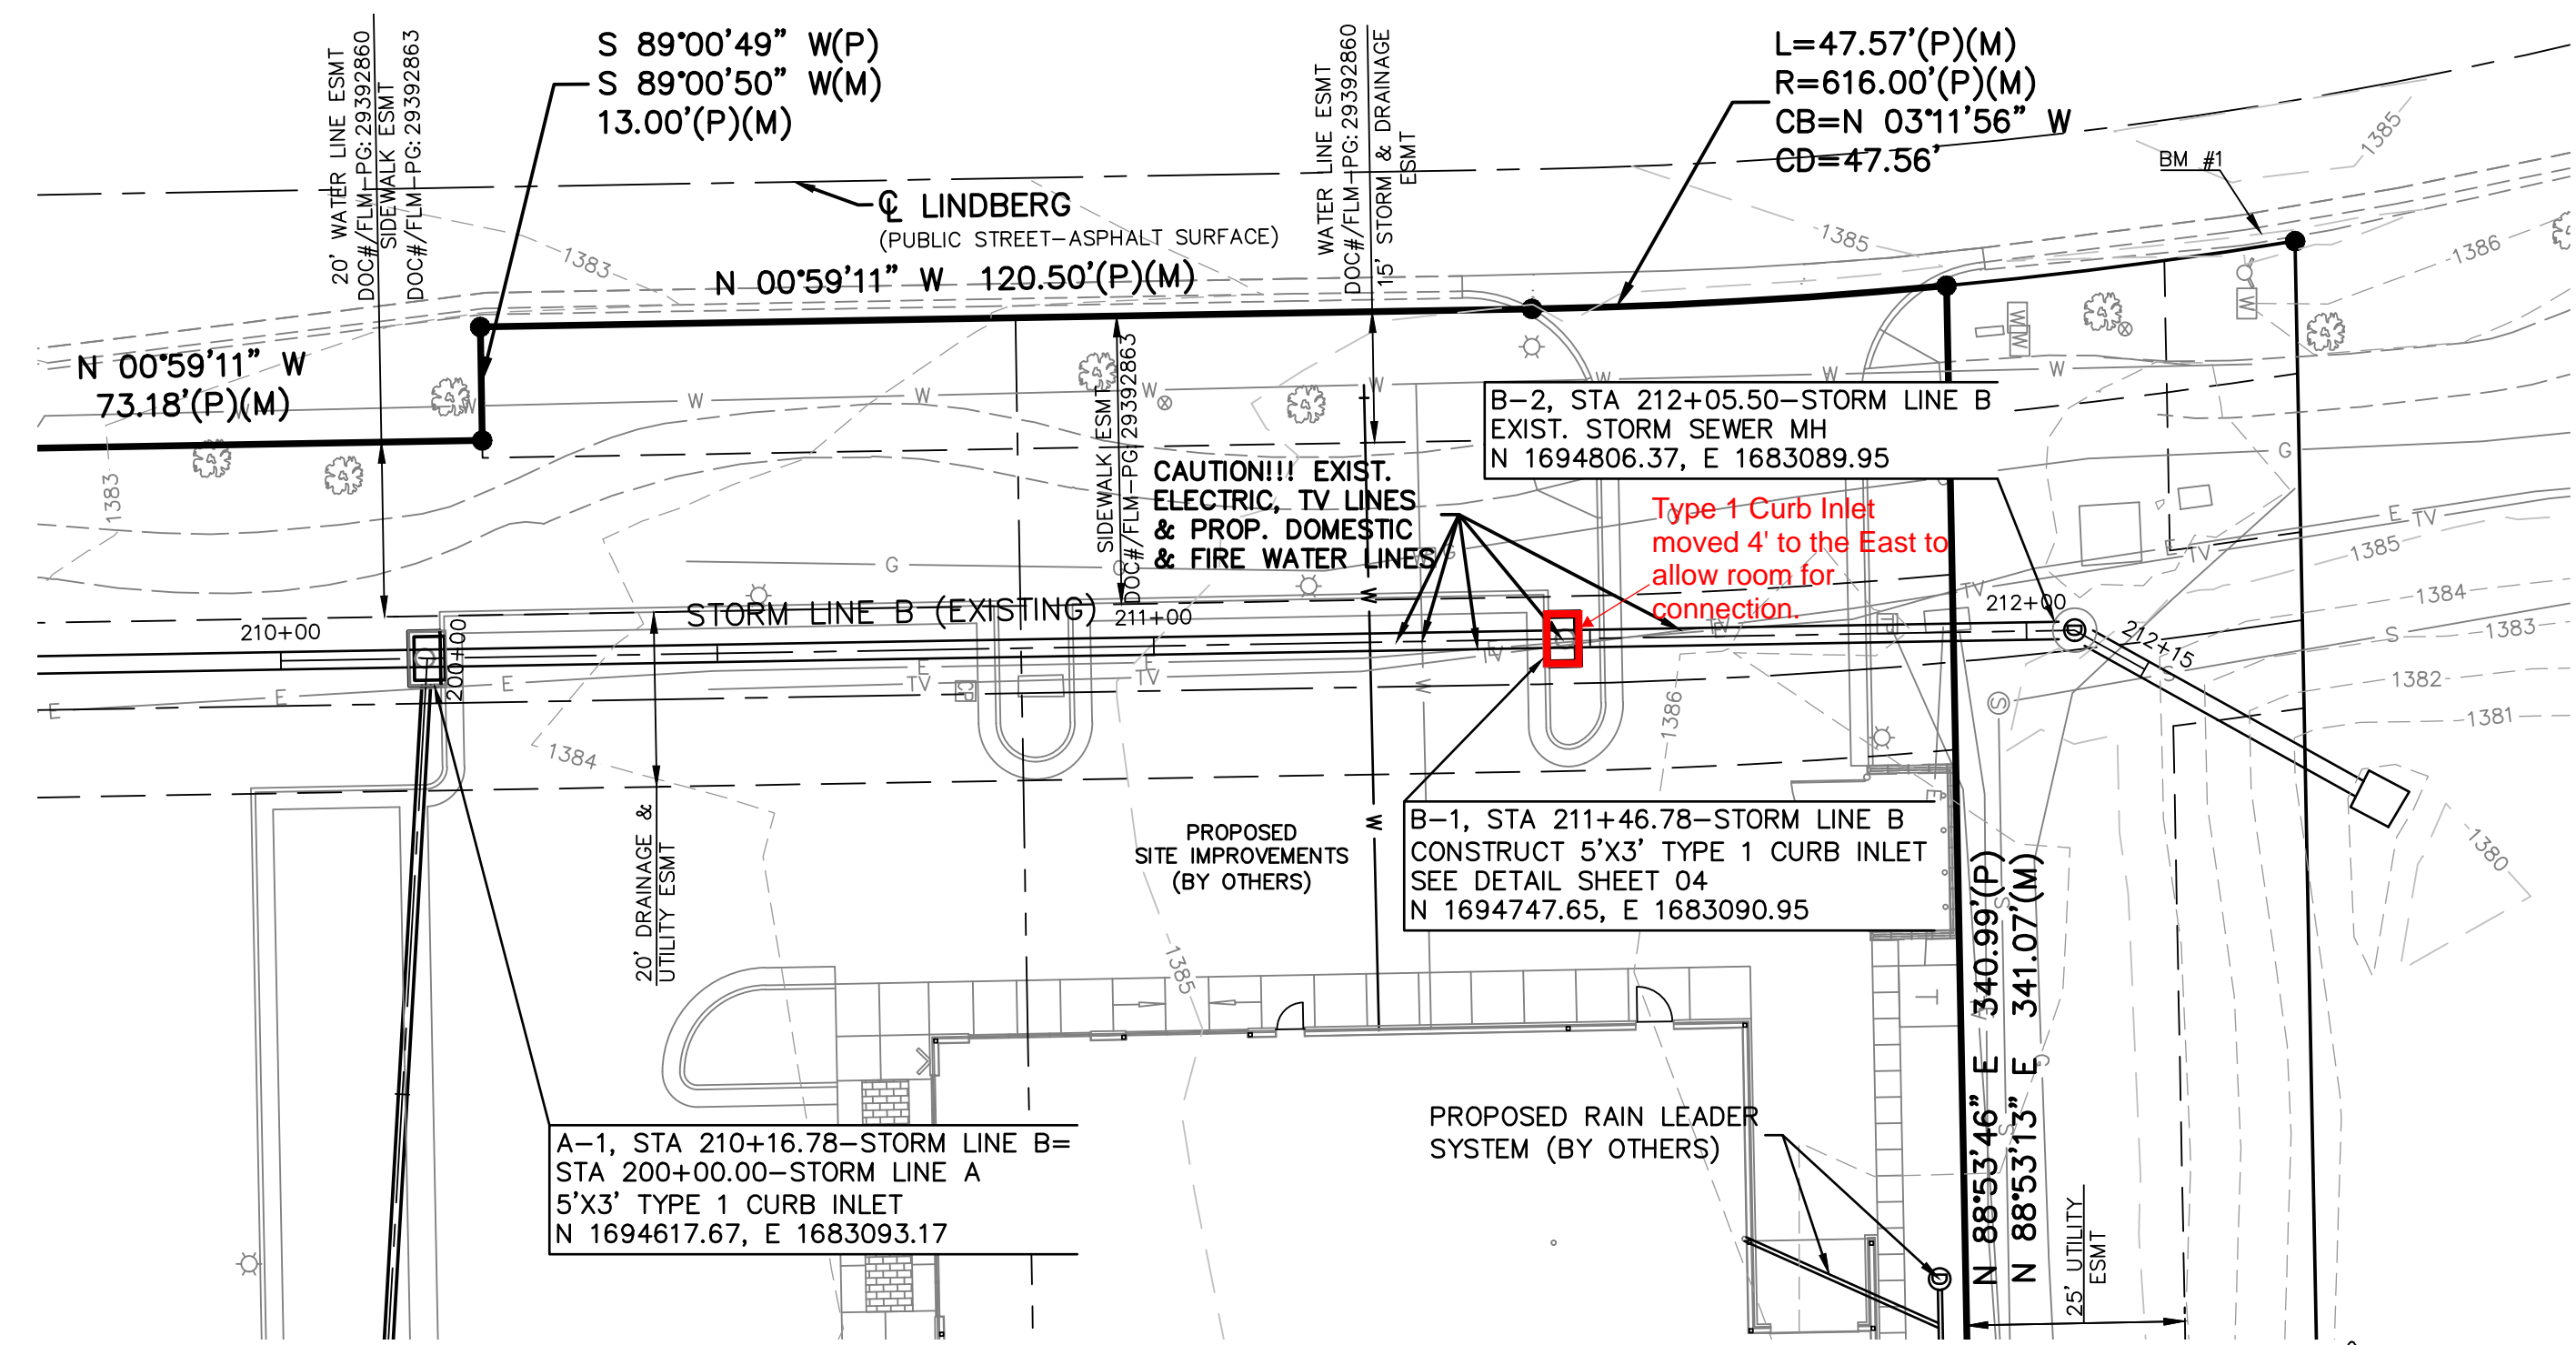 20' WATER LINE ESMT
DOC#/FLM-PG: 29392860
SIDEWALK ESMT
DOC#/FLM-PG: 29392863
S 89°00'49" W(P)
S 89°00'50" W(M)
13.00'(P)(M)
WATER LINE ESMT
DOC#/FLM-PG: 29392860
15' STORM & DRAINAGE
ESMT
L=47.57'(P)(M)
R=616.00'(P)(M)
CB=N 03°11'56" W
CD=47.56'
1385
BM #1
℄ LINDBERG
(PUBLIC STREET-ASPHALT SURFACE)
1383
1385
1386
N 00°59'11" W 120.50'(P)(M)
N 00°59'11" W
73.18'(P)(M)
1383
W
W
W
W
W
W
W
W
W
W
SIDEWALK ESMT
DOC#/FLM-PG: 29392863
B-2, STA 212+05.50-STORM LINE B
EXIST. STORM SEWER MH
N 1694806.37, E 1683089.95
CAUTION!!! EXIST.
ELECTRIC, TV LINES
& PROP. DOMESTIC
& FIRE WATER LINES
Type 1 Curb Inlet
moved 4' to the East to
allow room for
connection.
G
G
G
G
E
TV
E
TV
TV
1385
1384
1383
1382
1381
1380
STORM LINE B (EXISTING)
210+00
200+00
211+00
212+00
212+15
E
E
E
E
TV
E
TV
TV
TV
W
W
S
S
S
1384
1386
20' DRAINAGE &
UTILITY ESMT
PROPOSED
SITE IMPROVEMENTS
(BY OTHERS)
W
B-1, STA 211+46.78-STORM LINE B
CONSTRUCT 5'X3' TYPE 1 CURB INLET
SEE DETAIL SHEET 04
N 1694747.65, E 1683090.95
E
1385
N 88°53'46" E 340.99'(P)
N 88°53'13" E 341.07'(M)
S
S
G
A-1, STA 210+16.78-STORM LINE B=
STA 200+00.00-STORM LINE A
5'X3' TYPE 1 CURB INLET
N 1694617.67, E 1683093.17
PROPOSED RAIN LEADER
SYSTEM (BY OTHERS)
25' UTILITY
ESMT